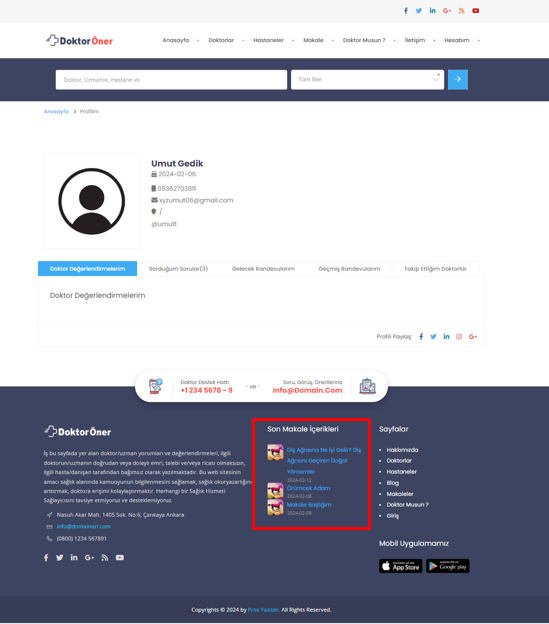 DoktorÖner
Anasayfa • Doktorlar • Hastaneler • Makale • Doktor Musun ? • İletişim • Hesabım •
Doktor, Uzmanlık, Hastane vb.
Tüm İller
Anasayfa > Profilim
Umut Gedik
2024-02-06
05362703811
xyzumut06@gmail.com
/
@umutt
Doktor Değerlendirmelerim
Sorduğum Sorular(3)
Gelecek Randevularım
Geçmiş Randevularım
Takip Ettiğim Doktorlar
Doktor Değerlendirmelerim
Profili Paylaş:
Doktor Destek Hattı
+1 234 5678 - 9
- ve -
Soru, Görüş, Önerileriniz
Info@Domain.Com
DoktorÖner
İş bu sayfada yer alan doktor/uzman yorumları ve değerlendirmeleri, ilgili
doktorun/uzmanın doğrudan veya dolaylı emri, talebi ve/veya ricası olmaksızın,
ilgili hasta/danışan tarafından bağımsız olarak yazılmaktadır. Bu web sitesinin
amacı sağlık alanında kamuoyunun bilgilenmesini sağlamak, sağlık okuryazarlığını
arttırmak, doktora erişimi kolaylaştırmaktır. Herhangi bir Sağlık Hizmeti
Sağlayıcısını tavsiye etmiyoruz ve desteklemiyoruz.
Nasuh Akar Mah. 1405 Sok. No:6, Çankaya Ankara
info@domainurl.com
(0800) 1234 567891
Son Makale İçerikleri
Diş Ağrısına Ne İyi Gelir? Diş
Ağrısını Geçiren Doğal
Yöntemler
2024-02-12
Örümcek Adam
2024-02-08
Makale Başlığım
2024-02-08
Sayfalar
• Hakkımızda
• Doktorlar
• Hastaneler
• Blog
• Makaleler
• Doktor Musun ?
• Giriş
Mobil Uygulamamız
App Store
Google play
Copyrights © 2024 by Proe Yazılım. All Rights Reserved.